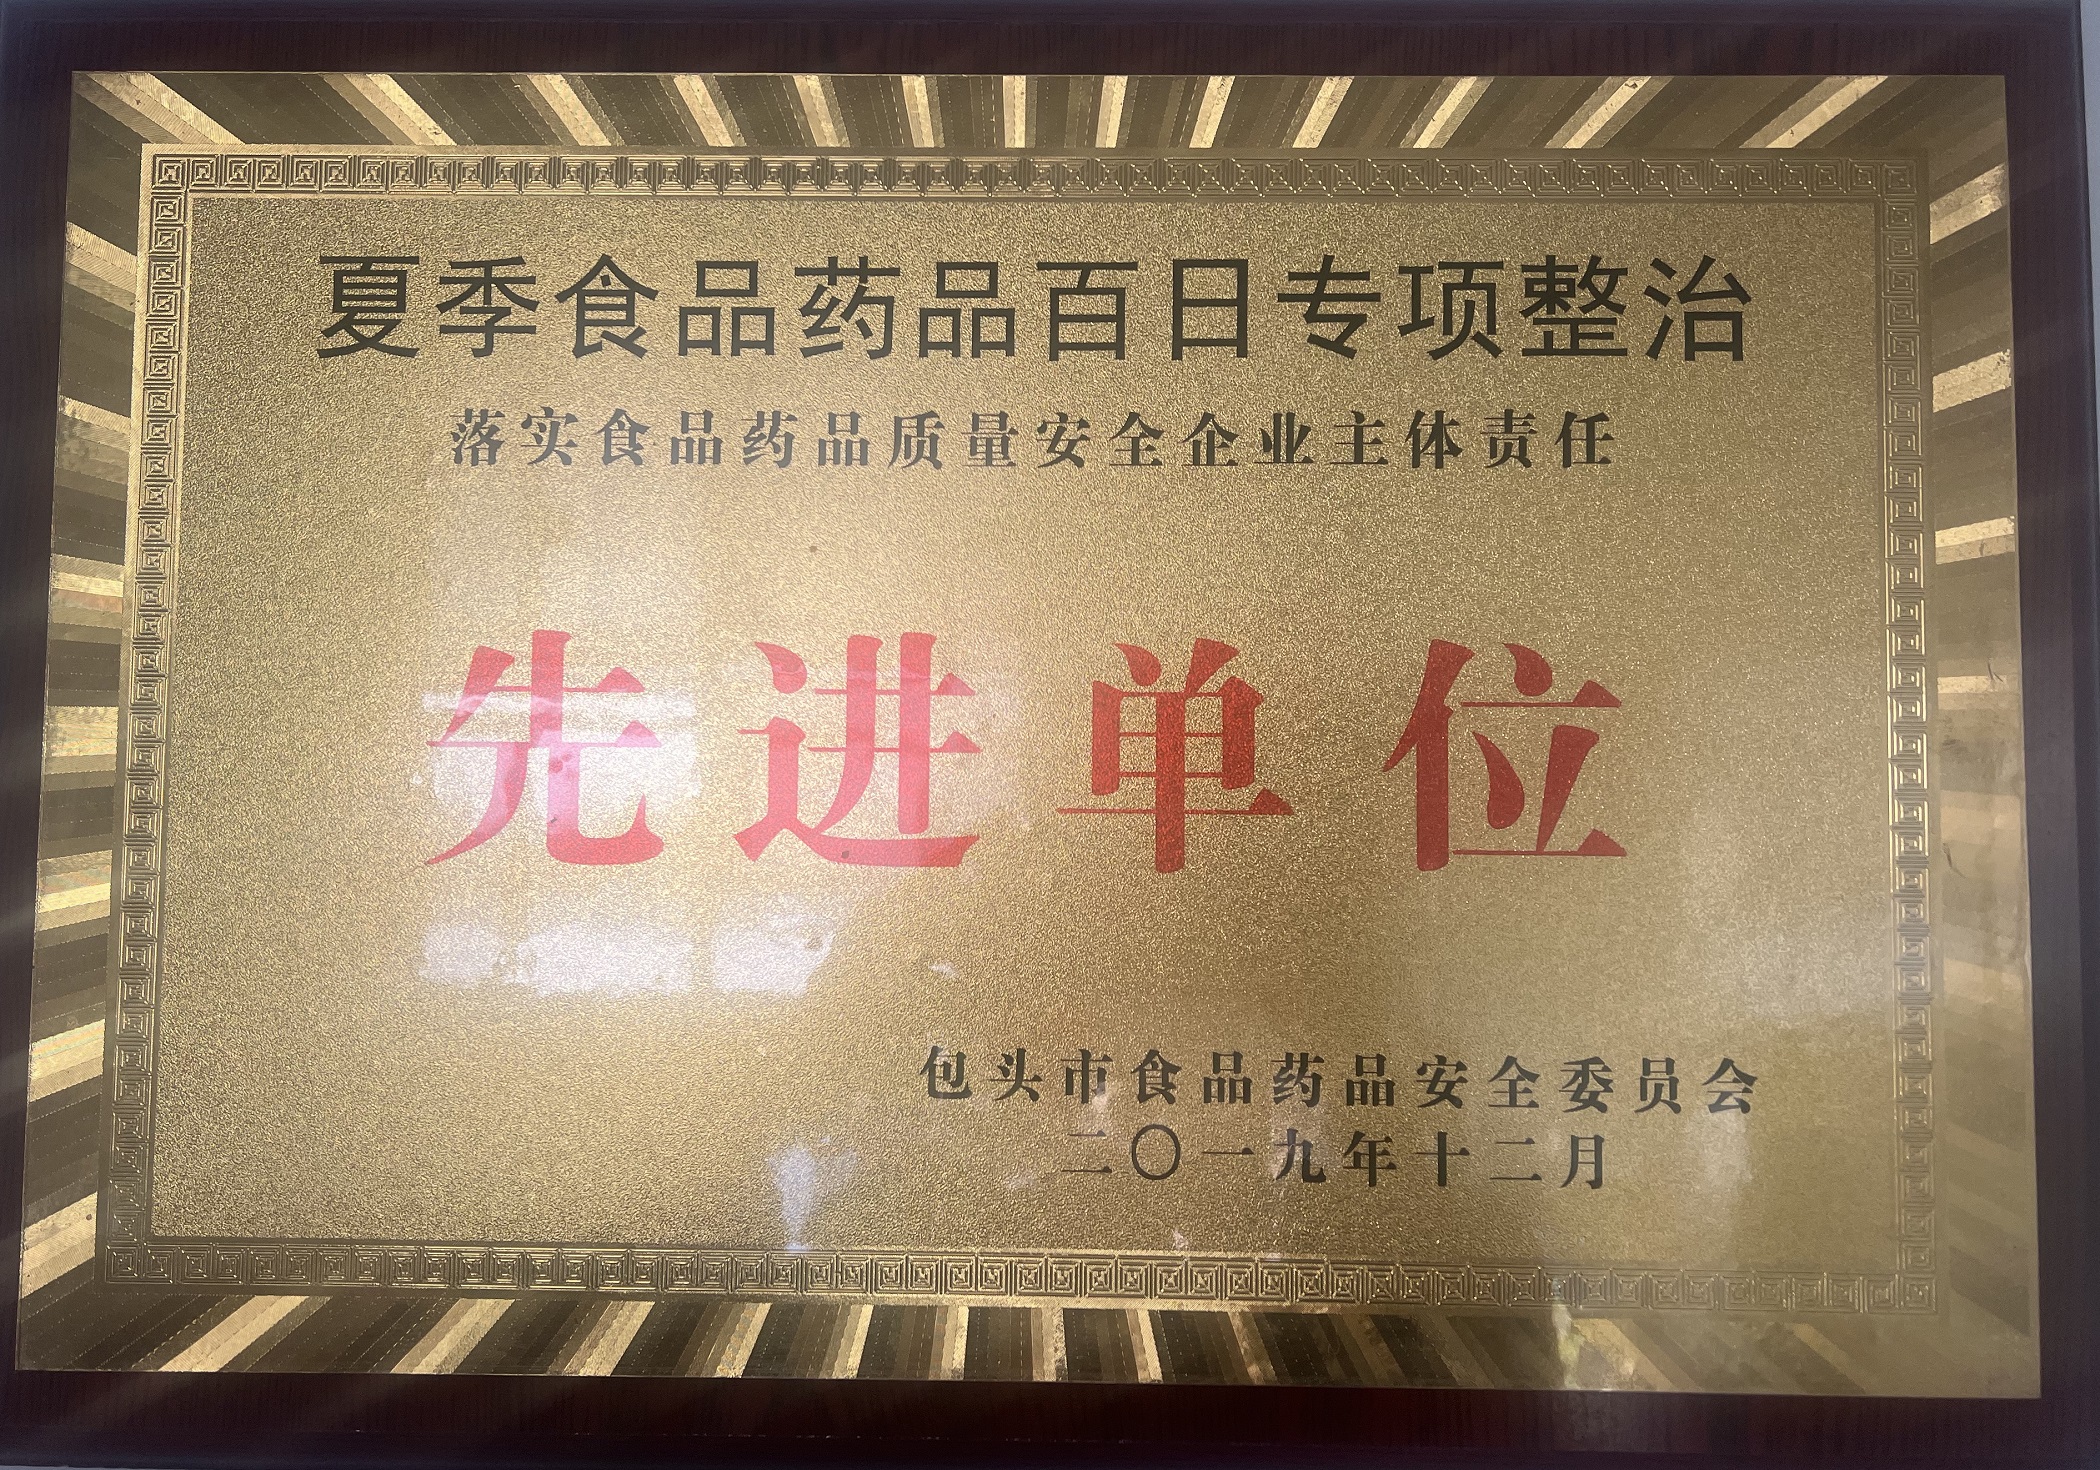 夏季食品药品百日专项整治
落实食品药品质量安全企业主体责任
先进单位
包头市食品药品安全委员会
二〇一九年十二月